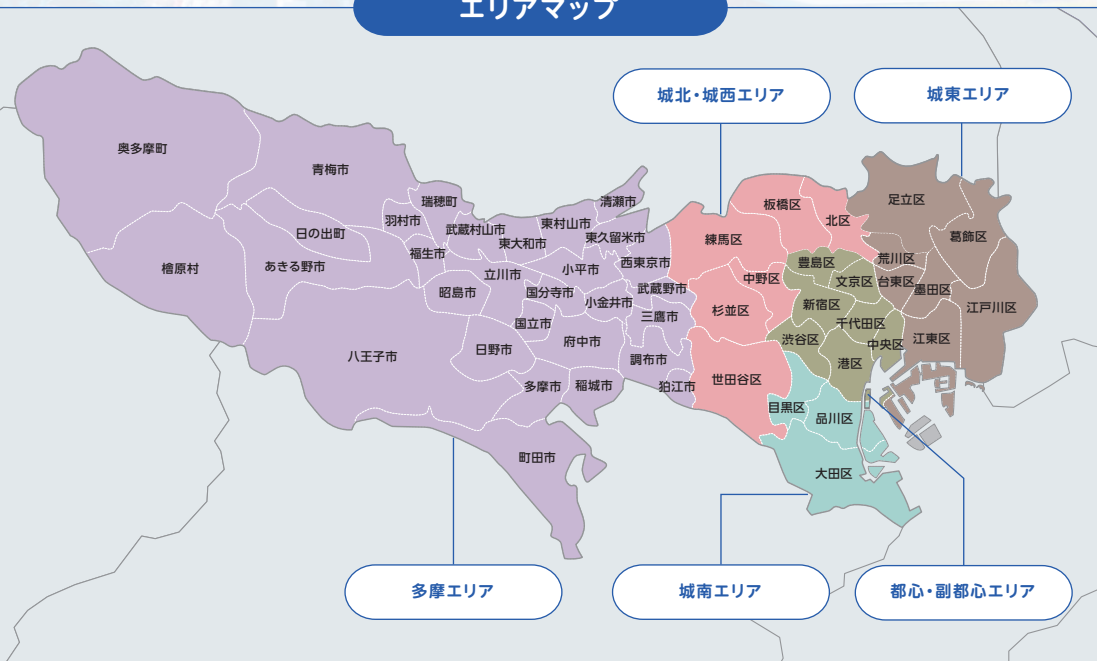 エリアマップ
城北・城西エリア
城東エリア
奥多摩町
青梅市
瑞穂町
羽村市
武蔵村山市
東村山市
清瀬市
東大和市
東久留米市
日の出町
福生市
あきる野市
檜原村
立川市
小平市
西東京市
昭島市
国分寺市
小金井市
武蔵野市
三鷹市
国立市
府中市
日野市
八王子市
調布市
多摩市
稲城市
狛江市
町田市
板橋区
北区
練馬区
中野区
杉並区
世田谷区
足立区
葛飾区
荒川区
豊島区
文京区
台東区
墨田区
新宿区
千代田区
江戸川区
渋谷区
中央区
江東区
港区
目黒区
品川区
大田区
多摩エリア
城南エリア
都心・副都心エリア